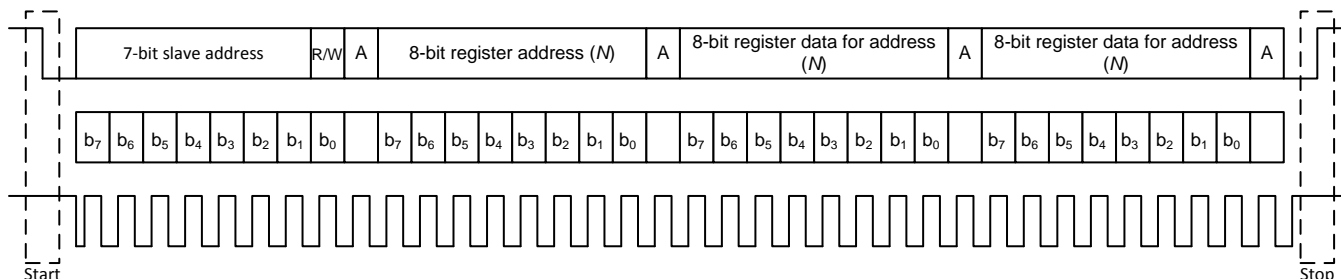 7-bit slave address R/W A 8-bit register address (N) A 8-bit register data for address (N) A 8-bit register data for address (N) A
b7 b6 b5 b4 b3 b2 b1 b0 b7 b6 b5 b4 b3 b2 b1 b0 b7 b6 b5 b4 b3 b2 b1 b0 b7 b6 b5 b4 b3 b2 b1 b0
Start Stop